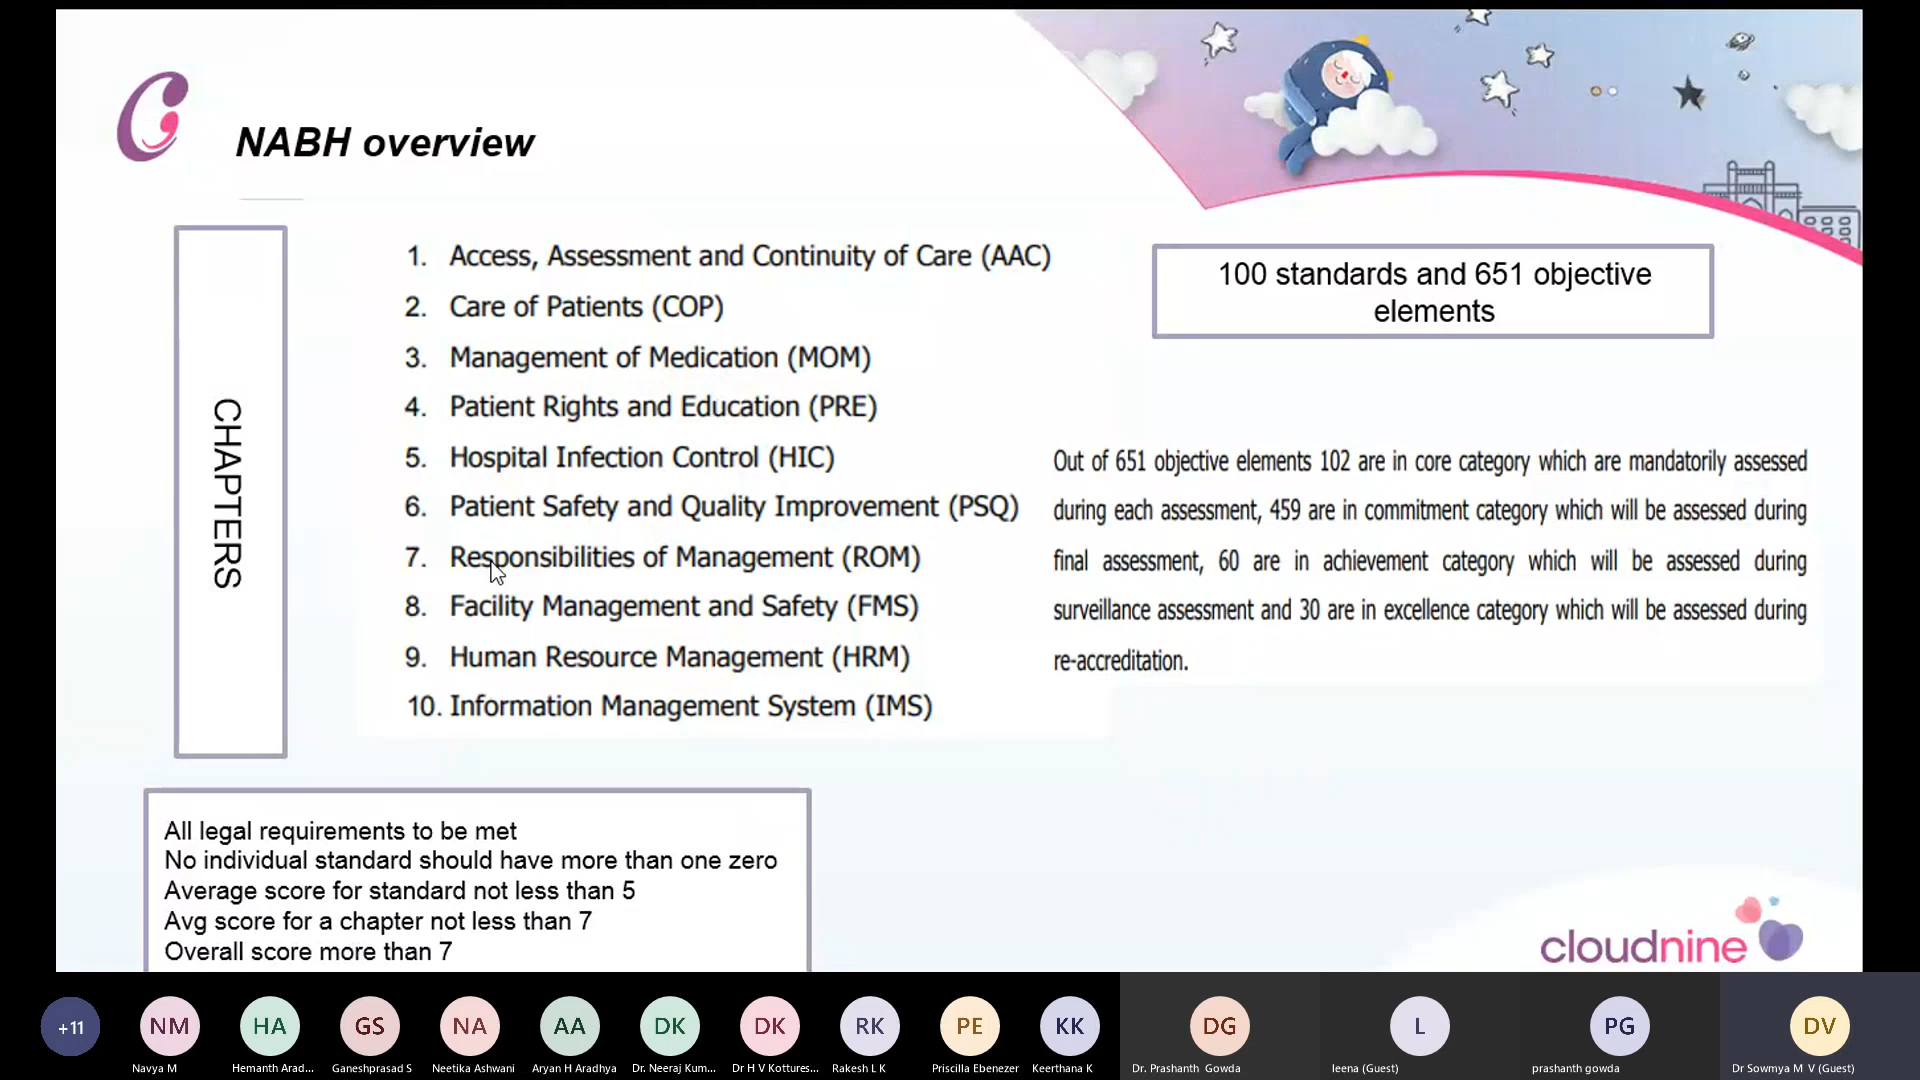 NABH overview
CHAPTERS
1. Access, Assessment and Continuity of Care (AAC)
2. Care of Patients (COP)
3. Management of Medication (MOM)
4. Patient Rights and Education (PRE)
5. Hospital Infection Control (HIC)
6. Patient Safety and Quality Improvement (PSQ)
7. Responsibilities of Management (ROM)
8. Facility Management and Safety (FMS)
9. Human Resource Management (HRM)
10. Information Management System (IMS)
100 standards and 651 objective
elements
Out of 651 objective elements 102 are in core category which are mandatorily assessed
during each assessment, 459 are in commitment category which will be assessed during
final assessment, 60 are in achievement category which will be assessed during
surveillance assessment and 30 are in excellence category which will be assessed during
re-accreditation.
All legal requirements to be met
No individual standard should have more than one zero
Average score for standard not less than 5
Avg score for a chapter not less than 7
Overall score more than 7
cloudnine
+11 NM HA GS NA AA DK DK RK PE KK DG L PG DV
Navya M Hemanth Arad... Ganeshprasad S Neetika Ashwani Aryan H Aradhya Dr. Neeraj Kum... Dr H V Kottures... Rakesh L K Priscilla Ebenezer Keerthana K Dr. Prashanth Gowda leena (Guest) prashanth gowda Dr Sowmya M V (Guest)